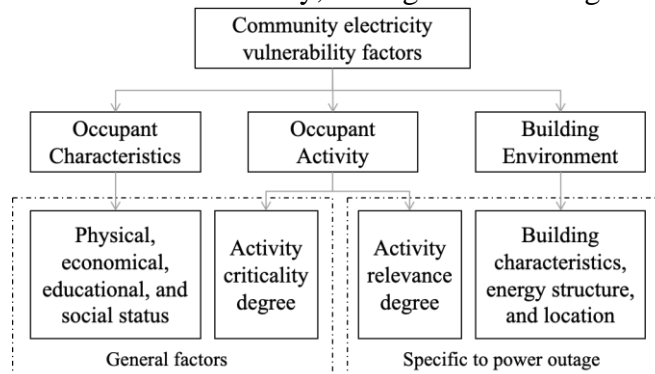 Community electricity
vulnerability factors
Occupant
Characteristics
Occupant
Activity
Building
Environment
Physical,
economical,
educational, and
social status
Activity
criticality
degree
Activity
relevance
degree
Building
characteristics,
energy structure,
and location
General factors
Specific to power outage